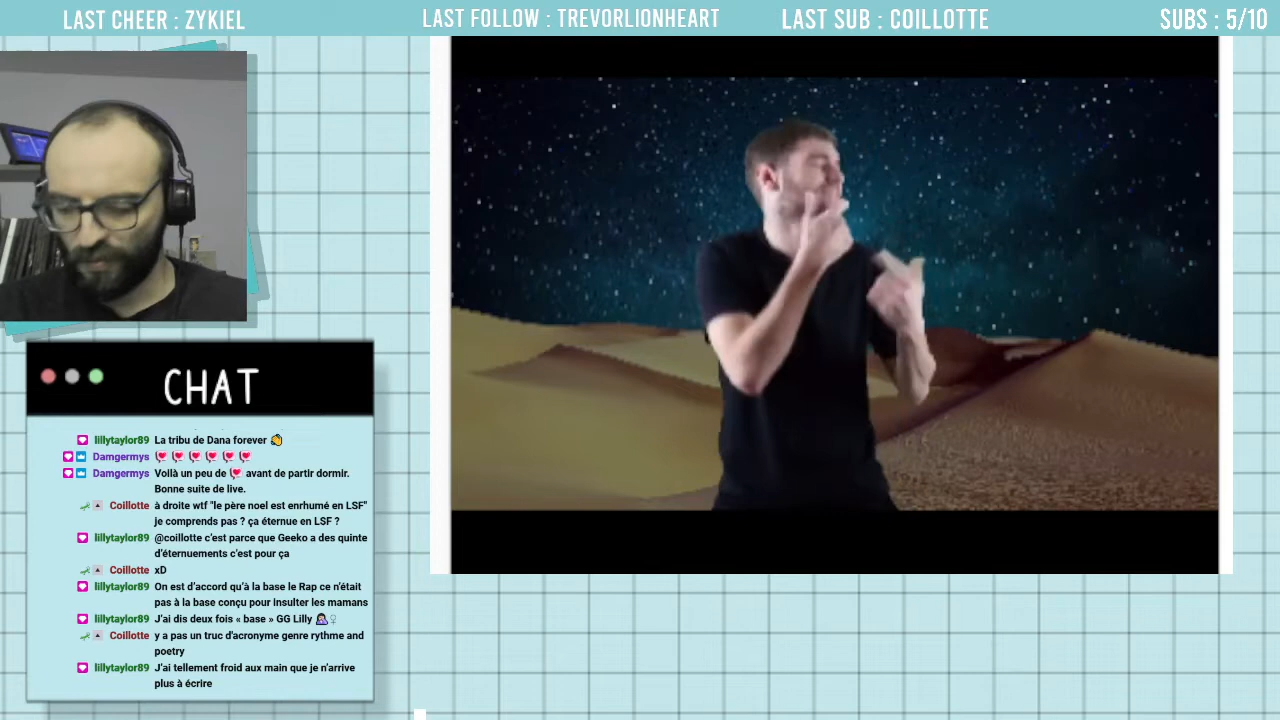 LAST CHEER : ZYKIEL
LAST FOLLOW : TREVORLIONHEART
LAST SUB : COILLOTTE
SUBS : 5/10
CHAT
lillytaylor89 La tribu de Dana forever
Damgermys
Damgermys Voilà un peu de avant de partir dormir.
Bonne suite de live.
Coillotte à droite wtf "le père noel est enrhumé en LSF"
je comprends pas ? ça éternue en LSF ?
lillytaylor89 @coillotte c'est parce que Geeko a des quinte
d'éternuements c'est pour ça
Coillotte xD
lillytaylor89 On est d'accord qu'à la base le Rap ce n'était
pas à la base conçu pour insulter les mamans
lillytaylor89 J'ai dis deux fois « base » GG Lilly
Coillotte y a pas un truc d'acronyme genre rythme and
poetry
lillytaylor89 J'ai tellement froid aux main que je n'arrive
plus à écrire